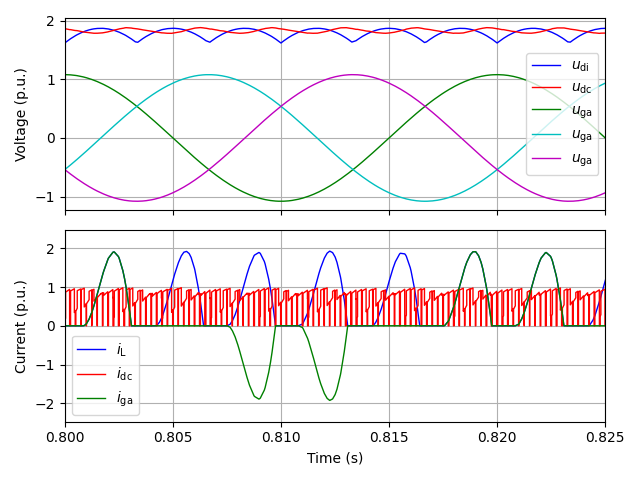 2
1
0
−1
Voltage (p.u.)
u_di
u_dc
u_ga
u_ga
u_ga
2
1
0
−1
−2
Current (p.u.)
i_L
i_dc
i_ga
0.800 0.805 0.810 0.815 0.820 0.825
Time (s)